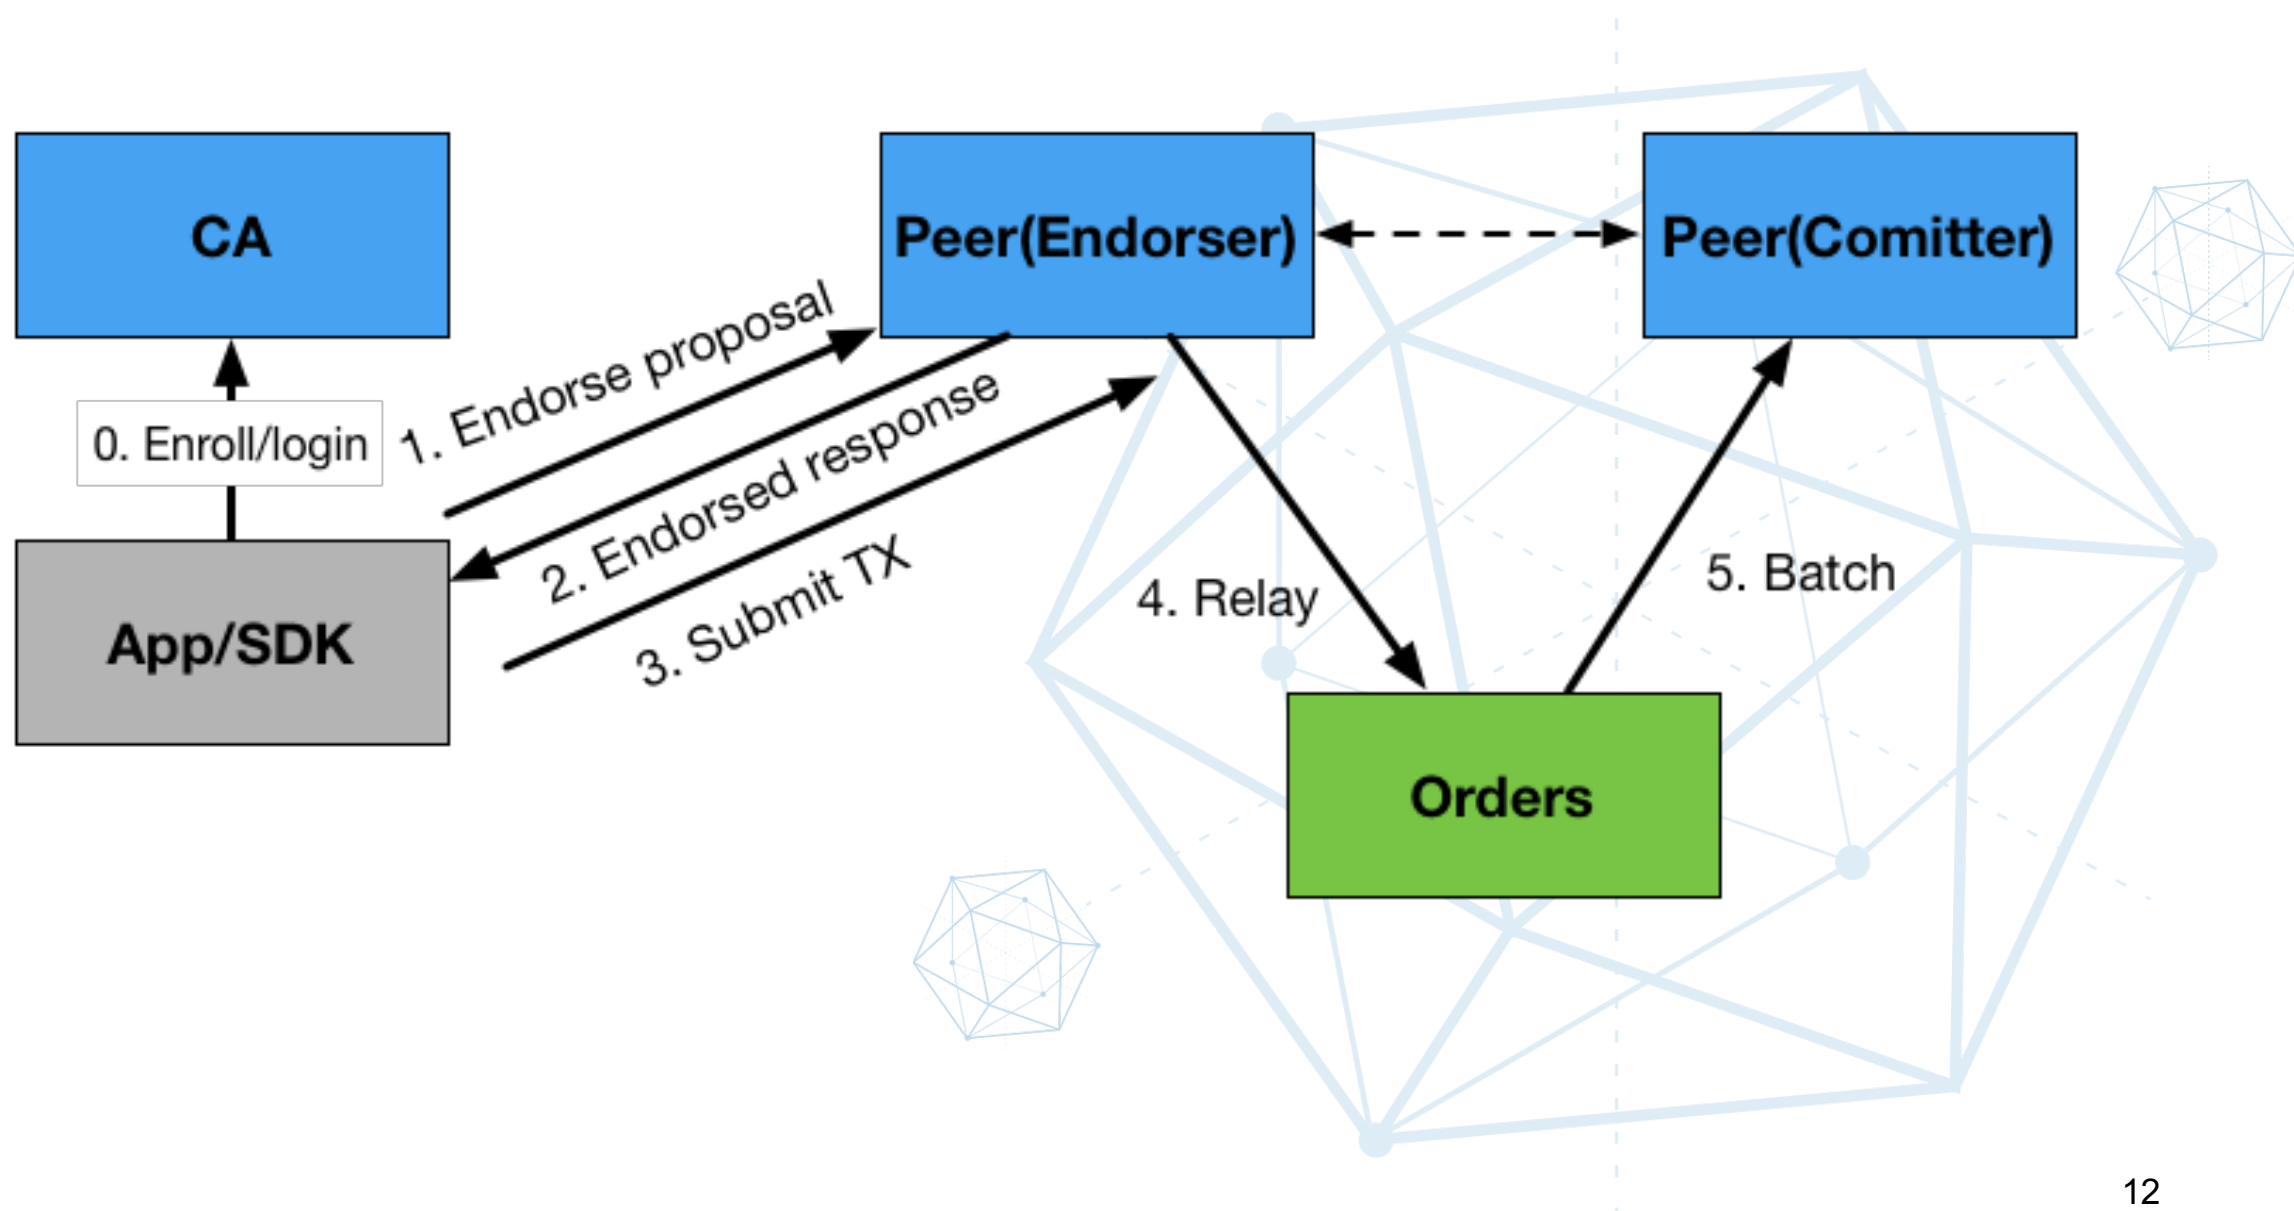 CA
Peer(Endorser)
Peer(Comitter)
0. Enroll/login
1. Endorse proposal
2. Endorsed response
3. Submit TX
App/SDK
4. Relay
5. Batch
Orders
12